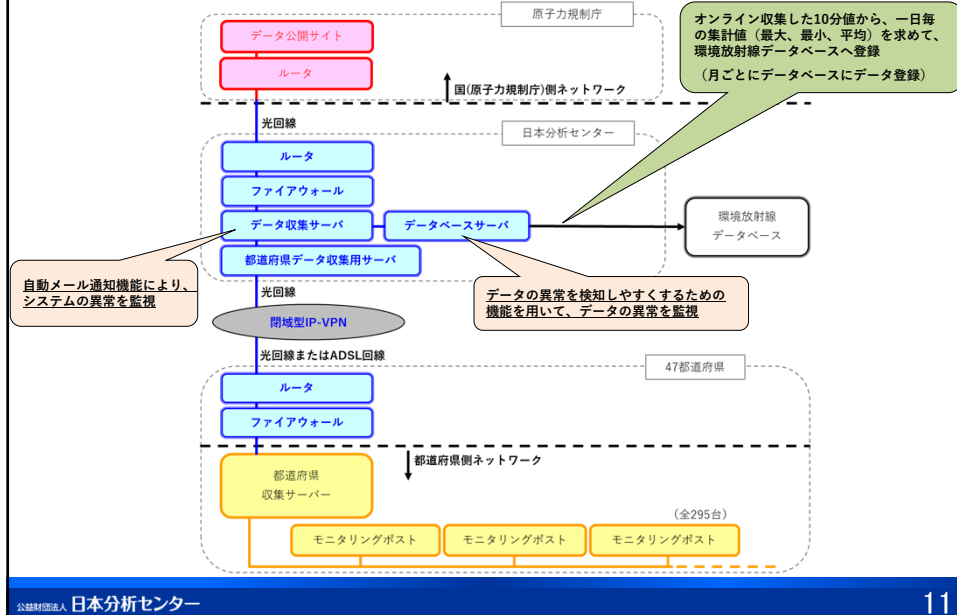 原子力規制庁
データ公開サイト
ルータ
国(原子力規制庁)側ネットワーク
オンライン収集した10分値から、一日毎
の集計値（最大、最小、平均）を求めて、
環境放射線データベースへ登録
（月ごとにデータベースにデータ登録）
光回線
日本分析センター
ルータ
ファイアウォール
データ収集サーバ
データベースサーバ
都道府県データ収集用サーバ
環境放射線
データベース
自動メール通知機能により、
システムの異常を監視
データの異常を検知しやすくするための
機能を用いて、データの異常を監視
光回線
閉域型IP-VPN
光回線またはADSL回線
47都道府県
ルータ
ファイアウォール
都道府県側ネットワーク
都道府県
収集サーバー
（全295台）
モニタリングポスト
モニタリングポスト
モニタリングポスト
公益財団法人 日本分析センター
11